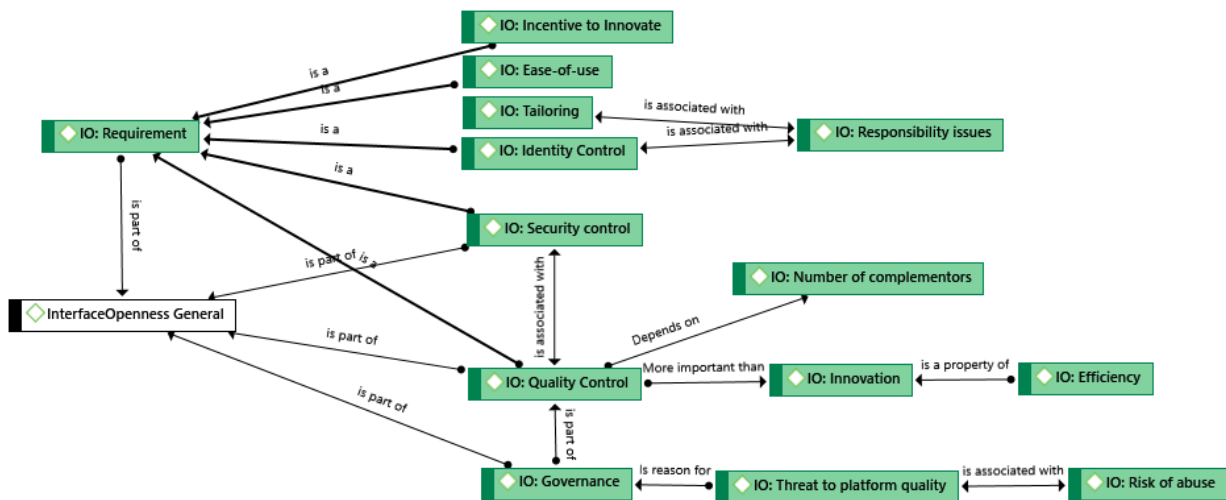 IO: Incentive to Innovate
is a
IO: Ease-of-use
is a
IO: Tailoring
is associated with
IO: Requirement
is a
is associated with
IO: Responsibility issues
IO: Identity Control
is a
is part of
IO: Security control
is part of
is a
IO: Number of complementors
InterfaceOpenness General
is associated with
Depends on
is part of
More important than
is a property of
IO: Quality Control
IO: Innovation
IO: Efficiency
is part of
is part of
IO: Governance
Is reason for
IO: Threat to platform quality
is associated with
IO: Risk of abuse